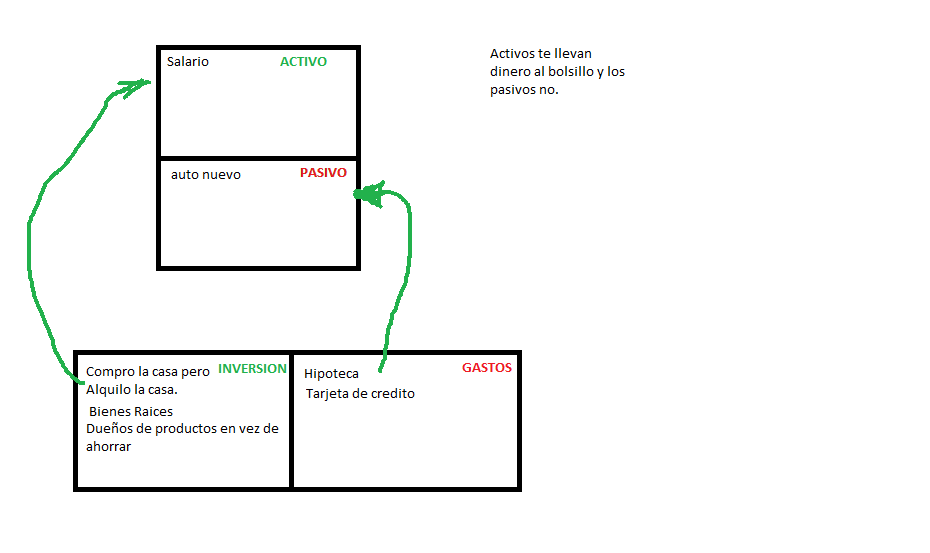 Salario ACTIVO
Activos te llevan
dinero al bolsillo y los
pasivos no.
auto nuevo PASIVO
Compro la casa pero INVERSION
Alquilo la casa.
Bienes Raices
Dueños de productos en vez de
ahorrar
Hipoteca GASTOS
Tarjeta de credito